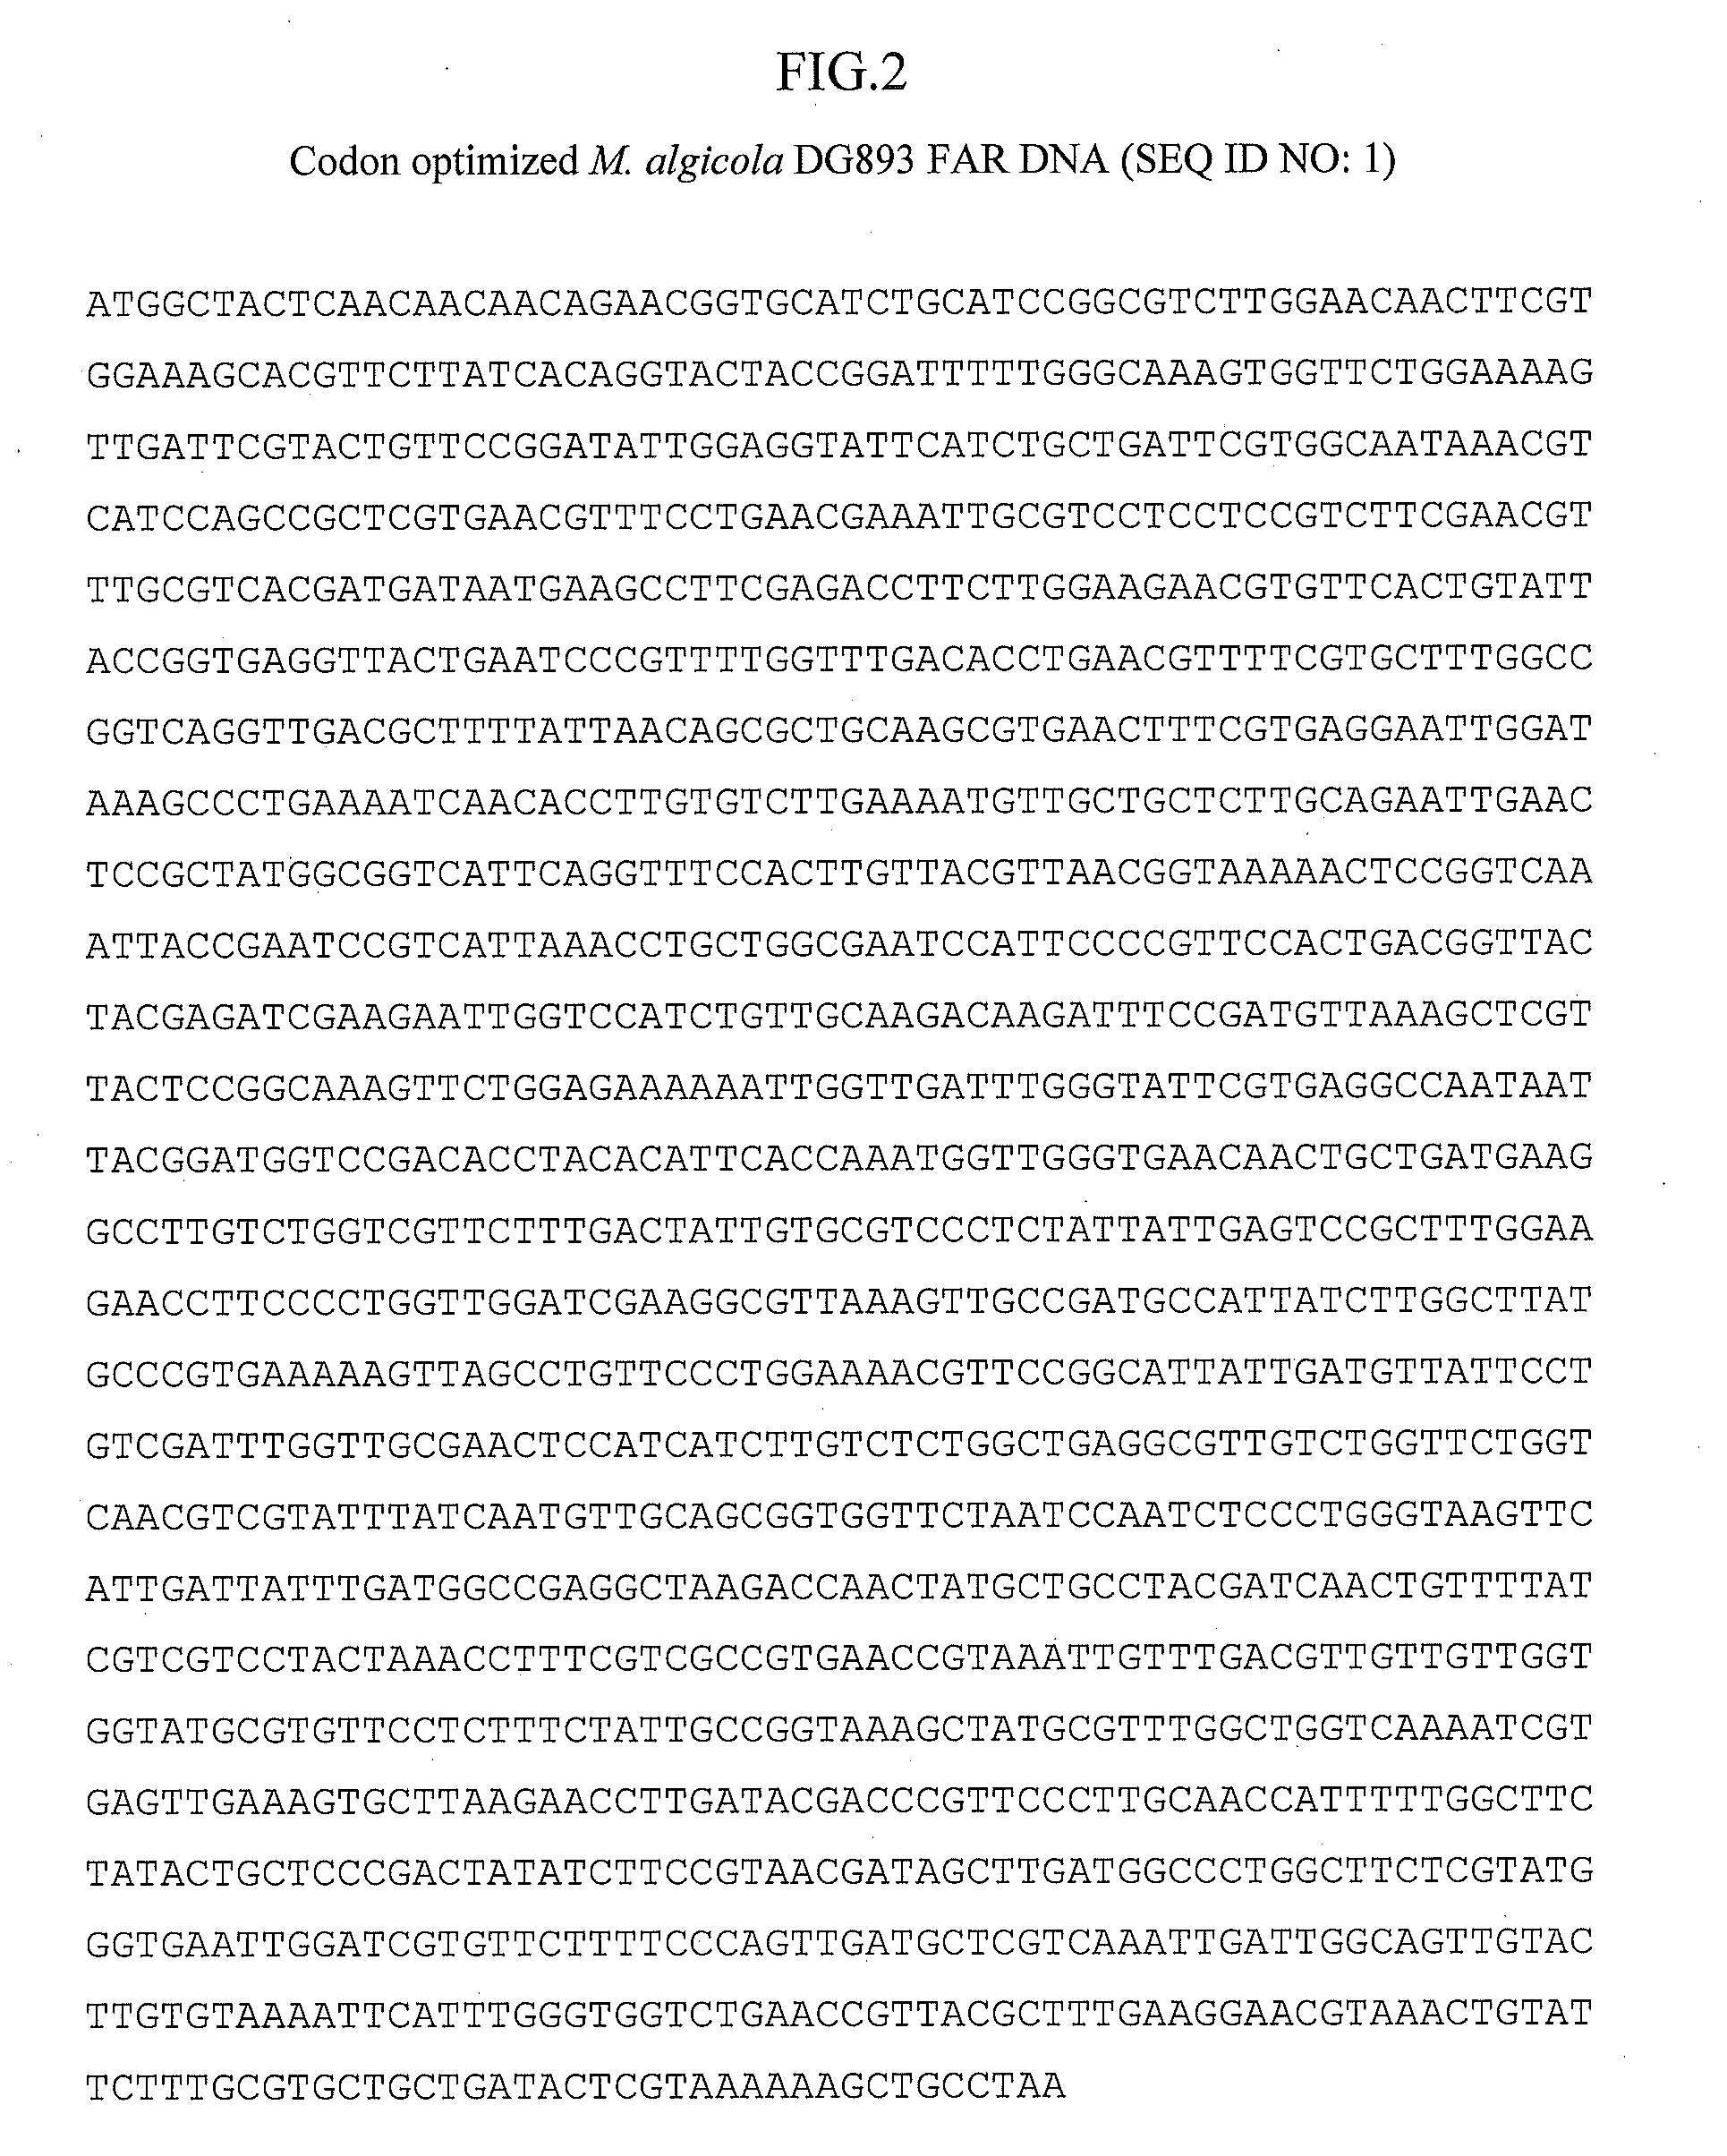 FIG.2
Codon optimized M. algicola DG893 FAR DNA (SEQ ID NO: 1)
ATGGCTACTCAACAACAACAGAACGGTGCATCTGCATCCGGCGTCTTGGAACAACTTCGT
GGAAAGCACGTTCTTATCACAGGTACTACCGGATTTTTGGGCAAAGTGGTTCTGGAAAAG
TTGATTCGTACTGTTCCGGATATTGGAGGTATTCATCTGCTGATTCGTGGCAATAAACGT
CATCCAGCCGCTCGTGAACGTTTCCTGAACGAAATTGCGTCCTCCTCCGTCTTCGAACGT
TTGCGTCACGATGATAATGAAGCCTTCGAGACCTTCTTGGAAGAACGTGTTCACTGTATT
ACCGGTGAGGTTACTGAATCCCGTTTTGGTTTGACACCTGAACGTTTTCGTGCTTTGGCC
GGTCAGGTTGACGCTTTTATTAACAGCGCTGCAAGCGTGAACTTTCGTGAGGAATTGGAT
AAAGCCCTGAAAATCAACACCTTGTGTCTTGAAAATGTTGCTGCTCTTGCAGAATTGAAC
TCCGCTATGGCGGTCATTCAGGTTTCCACTTGTTACGTTAACGGTAAAAACTCCGGTCAA
ATTACCGAATCCGTCATTAAACCTGCTGGCGAATCCATTCCCCGTTCCACTGACGGTTAC
TACGAGATCGAAGAATTGGTCCATCTGTTGCAAGACAAGATTTCCGATGTTAAAGCTCGT
TACTCCGGCAAAGTTCTGGAGAAAAAATTGGTTGATTTGGGTATTCGTGAGGCCAATAAT
TACGGATGGTCCGACACCTACACATTCACCAAATGGTTGGGTGAACAACTGCTGATGAAG
GCCTTGTCTGGTCGTTCTTTGACTATTGTGCGTCCCTCTATTATTGAGTCCGCTTTGGAA
GAACCTTCCCCTGGTTGGATCGAAGGCGTTAAAGTTGCCGATGCCATTATCTTGGCTTAT
GCCCGTGAAAAAGTTAGCCTGTTCCCTGGAAAACGTTCCGGCATTATTGATGTTATTCCT
GTCGATTTGGTTGCGAACTCCATCATCTTGTCTCTGGCTGAGGCGTTGTCTGGTTCTGGT
CAACGTCGTATTTATCAATGTTGCAGCGGTGGTTCTAATCCAATCTCCCTGGGTAAGTTC
ATTGATTATTTGATGGCCGAGGCTAAGACCAACTATGCTGCCTACGATCAACTGTTTTAT
CGTCGTCCTACTAAACCTTTCGTCGCCGTGAACCGTAAATTGTTTGACGTTGTTGTTGGT
GGTATGCGTGTTCCTCTTTCTATTGCCGGTAAAGCTATGCGTTTGGCTGGTCAAAATCGT
GAGTTGAAAGTGCTTAAGAACCTTGATACGACCCGTTCCCTTGCAACCATTTTTGGCTTC
TATACTGCTCCCGACTATATCTTCCGTAACGATAGCTTGATGGCCCTGGCTTCTCGTATG
GGTGAATTGGATCGTGTTCTTTTCCCAGTTGATGCTCGTCAAATTGATTGGCAGTTGTAC
TTGTGTAAAATTCATTTGGGTGGTCTGAACCGTTACGCTTTGAAGGAACGTAAACTGTAT
TCTTTGCGTGCTGCTGATACTCGTAAAAAAGCTGCCTAA